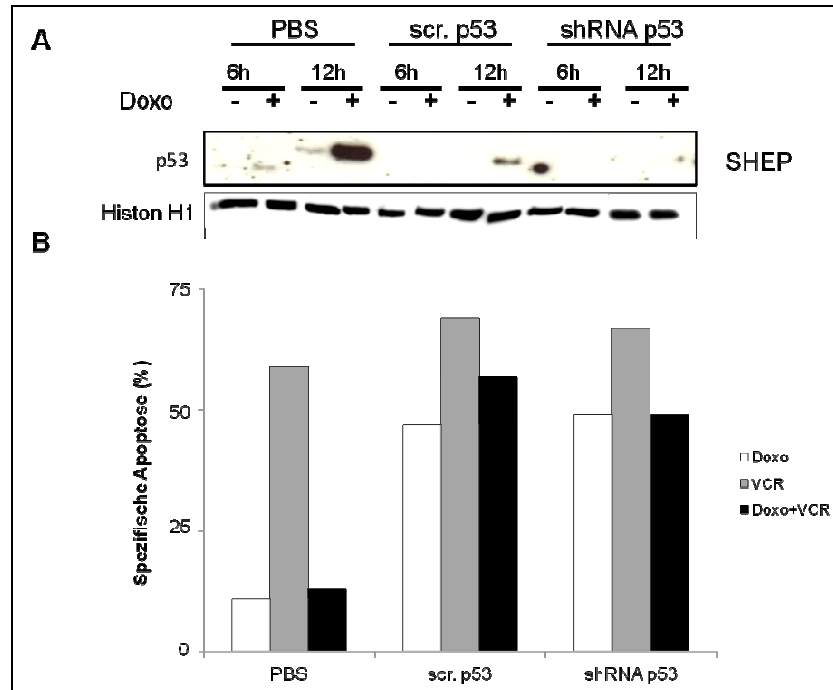 A
PBS scr. p53 shRNA p53
6h 12h 6h 12h 6h 12h
Doxo - + - + - + - + - + - +
p53 SHEP
Histon H1
B
75
50
25
0
Spezifische Apoptose (%)
Doxo
VCR
Doxo+VCR
PBS scr. p53 shRNA p53